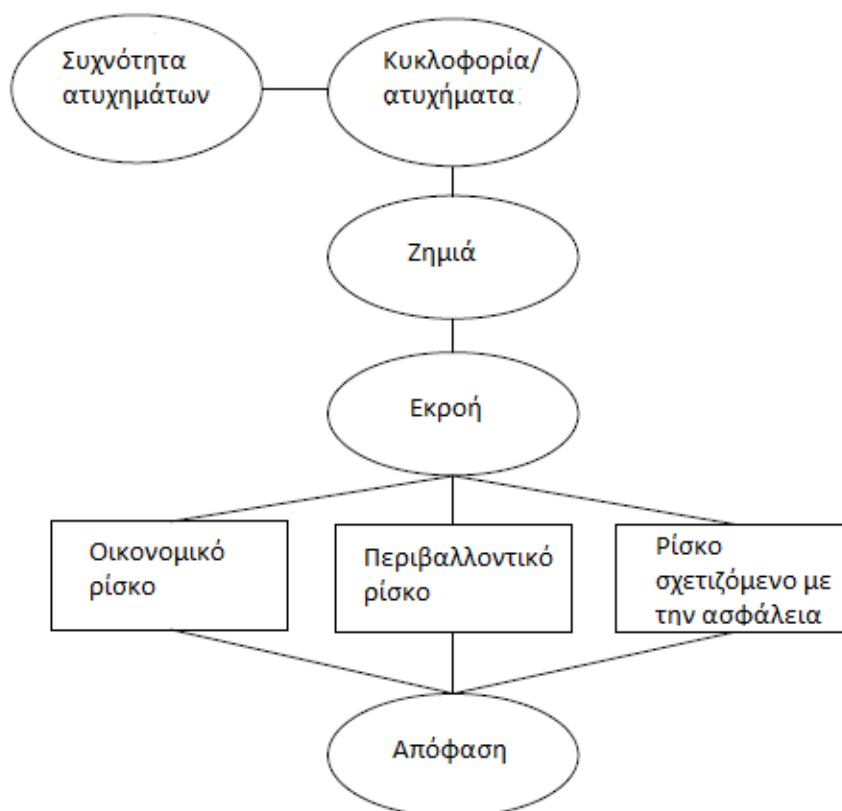 Συχνότητα
ατυχημάτων
Κυκλοφορία/
ατυχήματα
Ζημιά
Εκροή
Οικονομικό
ρίσκο
Περιβαλλοντικό
ρίσκο
Ρίσκο
σχετιζόμενο με
την ασφάλεια
Απόφαση